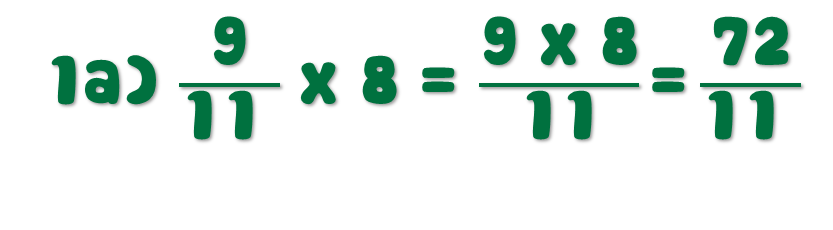 1a) 9/11 x 8 = 9 x 8/11 = 72/11